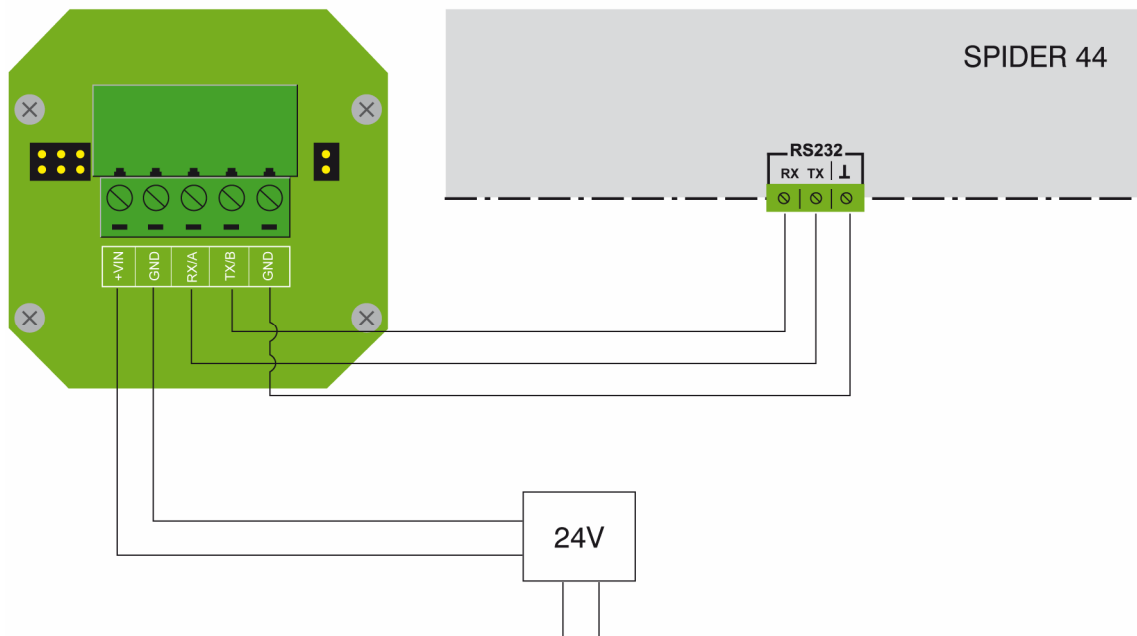 SPIDER 44
RS232
RX TX ⊥
+VIN GND RX/A TX/B GND
24V